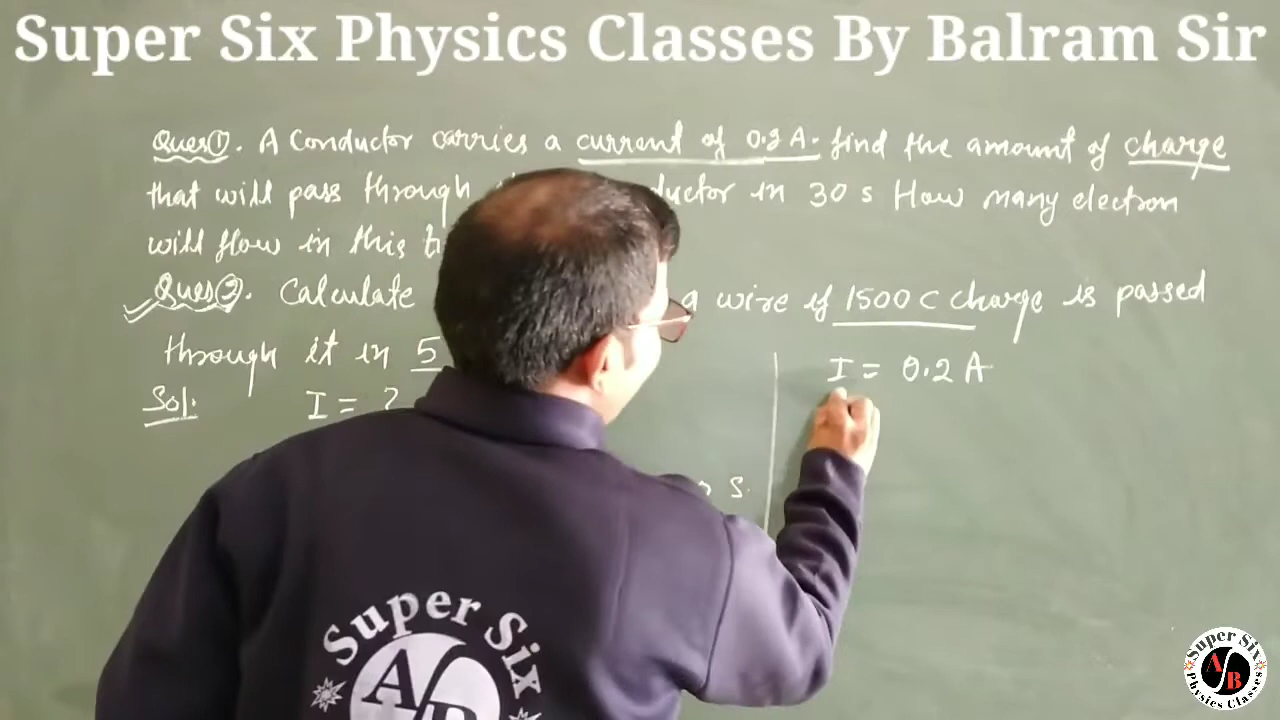 Super Six Physics Classes By Balram Sir
Ques①. A Conductor carries a current of 0.2 A. find the amount of charge
that will pass through ductor in 30 s How many electron
will flow in this
Ques②. Calculate a wire if 1500 C charge is passed
through it in 5
I = 0.2 A
Sol. I = ?
s.
Super Six
A B
Super Six
A B
Physics Classes